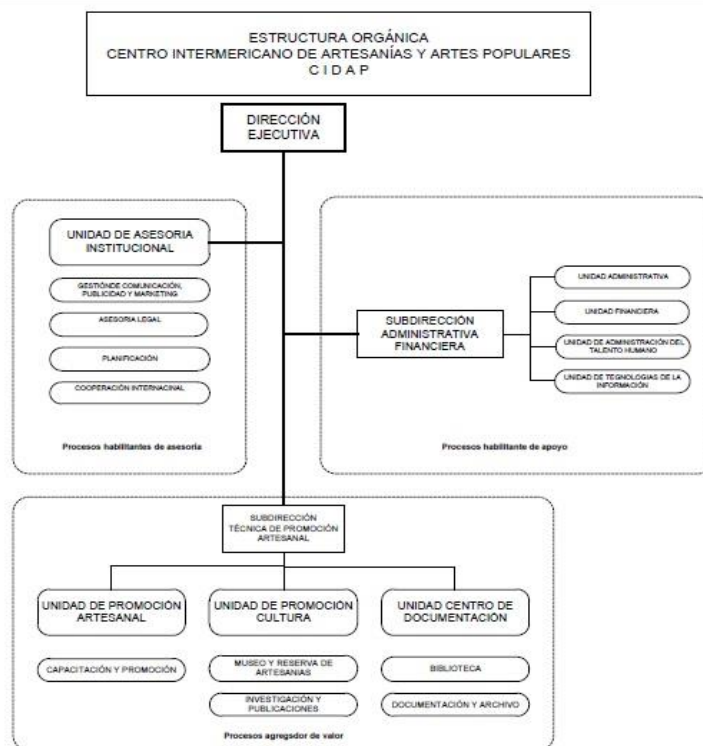 ESTRUCTURA ORGÁNICA
CENTRO INTERMERICANO DE ARTESANÍAS Y ARTES POPULARES
C I D A P
DIRECCIÓN
EJECUTIVA
UNIDAD DE ASESORIA
INSTITUCIONAL
GESTIÓNDE COMUNICACIÓN,
PUBLICIDAD Y MARKETING
ASESORIA LEGAL
PLANIFICACIÓN
COOPERACIÓN INTERNACINAL
Procesos habilitantes de asesoría
SUBDIRECCIÓN
ADMINISTRATIVA
FINANCIERA
UNIDAD ADMINISTRATIVA
UNIDAD FINANCIERA
UNIDAD DE ADMINISTRACIÓN DEL
TALENTO HUMANO
UNIDAD DE TEGNOLOGIAS DE LA
INFORMACIÓN
Procesos habilitante de apoyo
SUBDIRECCIÓN
TÉCNICA DE PROMOCIÓN
ARTESANAL
UNIDAD DE PROMOCIÓN
ARTESANAL
CAPACITACIÓN Y PROMOCIÓN
UNIDAD DE PROMOCIÓN
CULTURA
MUSEO Y RESERVA DE
ARTESANIAS
INVESTIGACIÓN Y
PUBLICACIONES
UNIDAD CENTRO DE
DOCUMENTACIÓN
BIBLIOTECA
DOCUMENTACIÓN Y ARCHIVO
Procesos agregsdor de valor